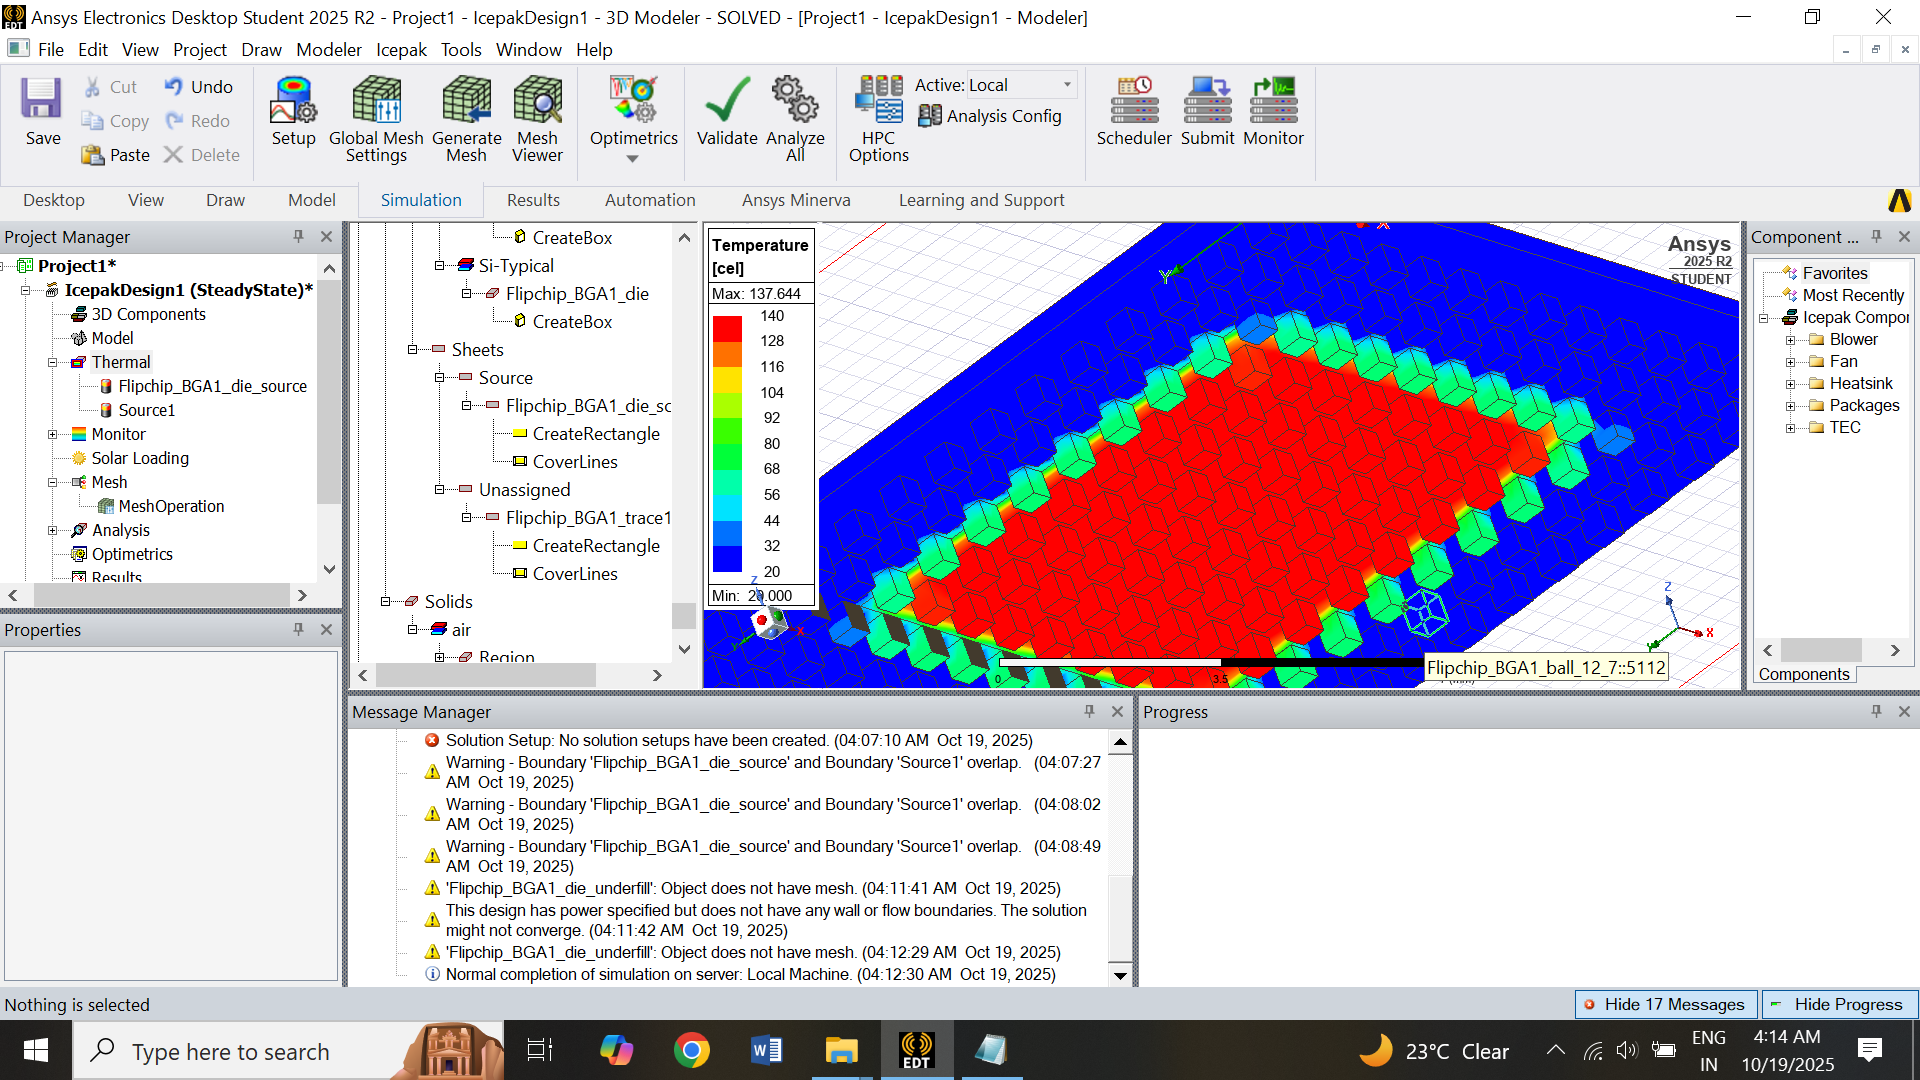 Ansys Electronics Desktop Student 2025 R2 - Project1 - IcepakDesign1 - 3D Modeler - SOLVED - [Project1 - IcepakDesign1 - Modeler]
File Edit View Project Draw Modeler Icepak Tools Window Help
Save
Cut
Copy
Paste
Undo
Redo
Delete
Setup
Global Mesh
Settings
Generate
Mesh
Mesh
Viewer
Optimetrics
Validate
Analyze
All
HPC
Options
Active: Local
Analysis Config
Scheduler
Submit
Monitor
Desktop View Draw Model Simulation Results Automation Ansys Minerva Learning and Support
Project Manager
Project1*
IcepakDesign1 (SteadyState)*
3D Components
Model
Thermal
Flipchip_BGA1_die_source
Source1
Monitor
Solar Loading
Mesh
MeshOperation
Analysis
Optimetrics
Results
Properties
CreateBox
Si-Typical
Flipchip_BGA1_die
CreateBox
Sheets
Source
Flipchip_BGA1_die_sc
CreateRectangle
CoverLines
Unassigned
Flipchip_BGA1_trace1
CreateRectangle
CoverLines
Solids
air
Region
Temperature
[cel]
Max: 137.644
140
128
116
104
92
80
68
56
44
32
20
Min: 20.000
Z
X
Y
Y
X
Ansys
2025 R2
STUDENT
Z
X
Y
0
3.5
7 (mm)
Flipchip_BGA1_ball_12_7::5112
Component ...
Favorites
Most Recently
Icepak Compor
Blower
Fan
Heatsink
Packages
TEC
Components
Message Manager
Solution Setup: No solution setups have been created. (04:07:10 AM Oct 19, 2025)
Warning - Boundary 'Flipchip_BGA1_die_source' and Boundary 'Source1' overlap. (04:07:27
AM Oct 19, 2025)
Warning - Boundary 'Flipchip_BGA1_die_source' and Boundary 'Source1' overlap. (04:08:02
AM Oct 19, 2025)
Warning - Boundary 'Flipchip_BGA1_die_source' and Boundary 'Source1' overlap. (04:08:49
AM Oct 19, 2025)
'Flipchip_BGA1_die_underfill': Object does not have mesh. (04:11:41 AM Oct 19, 2025)
This design has power specified but does not have any wall or flow boundaries. The solution
might not converge. (04:11:42 AM Oct 19, 2025)
'Flipchip_BGA1_die_underfill': Object does not have mesh. (04:12:29 AM Oct 19, 2025)
Normal completion of simulation on server: Local Machine. (04:12:30 AM Oct 19, 2025)
Progress
Nothing is selected
Hide 17 Messages
Hide Progress
Type here to search
EDT
23°C Clear
ENG
IN
4:14 AM
10/19/2025